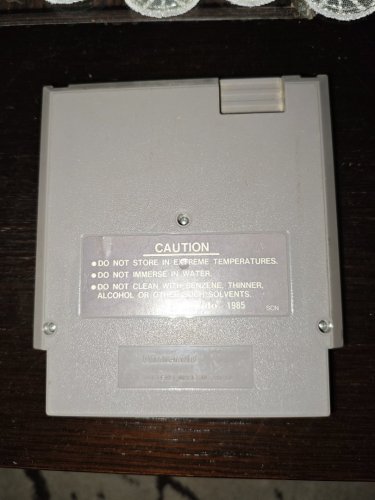 CAUTION
●DO NOT STORE IN EXTREME TEMPERATURES.
●DO NOT IMMERSE IN WATER.
●DO NOT CLEAN WITH BENZENE, THINNER,
ALCOHOL OR OTHER SUCH SOLVENTS.
1985 SCN